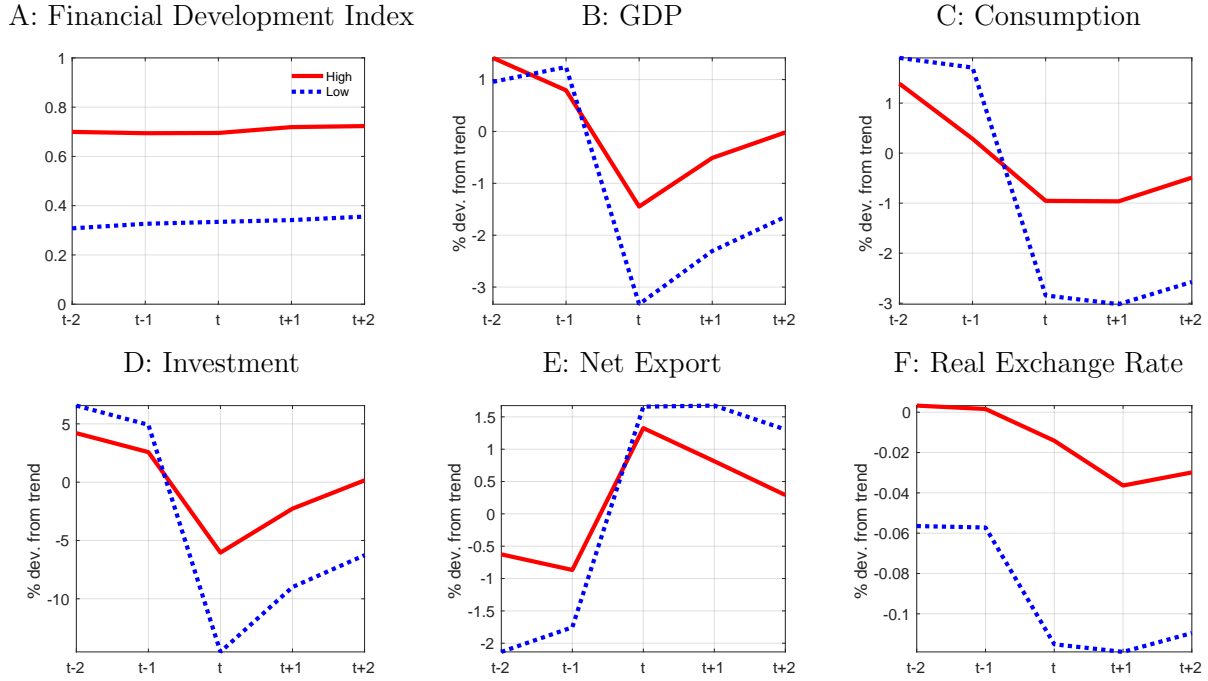 A: Financial Development Index
B: GDP
C: Consumption
1
0.8
0.6
0.4
0.2
0
High
Low
t-2
t-1
t
t+1
t+2
% dev. from trend
1
0
-1
-2
-3
t-2
t-1
t
t+1
t+2
% dev. from trend
1
0
-1
-2
-3
t-2
t-1
t
t+1
t+2
D: Investment
E: Net Export
F: Real Exchange Rate
% dev. from trend
5
0
-5
-10
t-2
t-1
t
t+1
t+2
% dev. from trend
1.5
1
0.5
0
-0.5
-1
-1.5
-2
t-2
t-1
t
t+1
t+2
% dev. from trend
0
-0.02
-0.04
-0.06
-0.08
-0.1
t-2
t-1
t
t+1
t+2